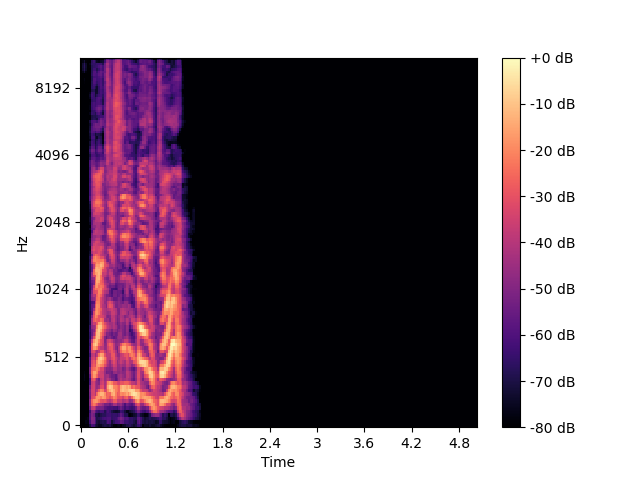 +0 dB
8192
-10 dB
4096
-20 dB
-30 dB
2048
Hz
-40 dB
1024
-50 dB
-60 dB
512
-70 dB
0
-80 dB
0 0.6 1.2 1.8 2.4 3 3.6 4.2 4.8
Time